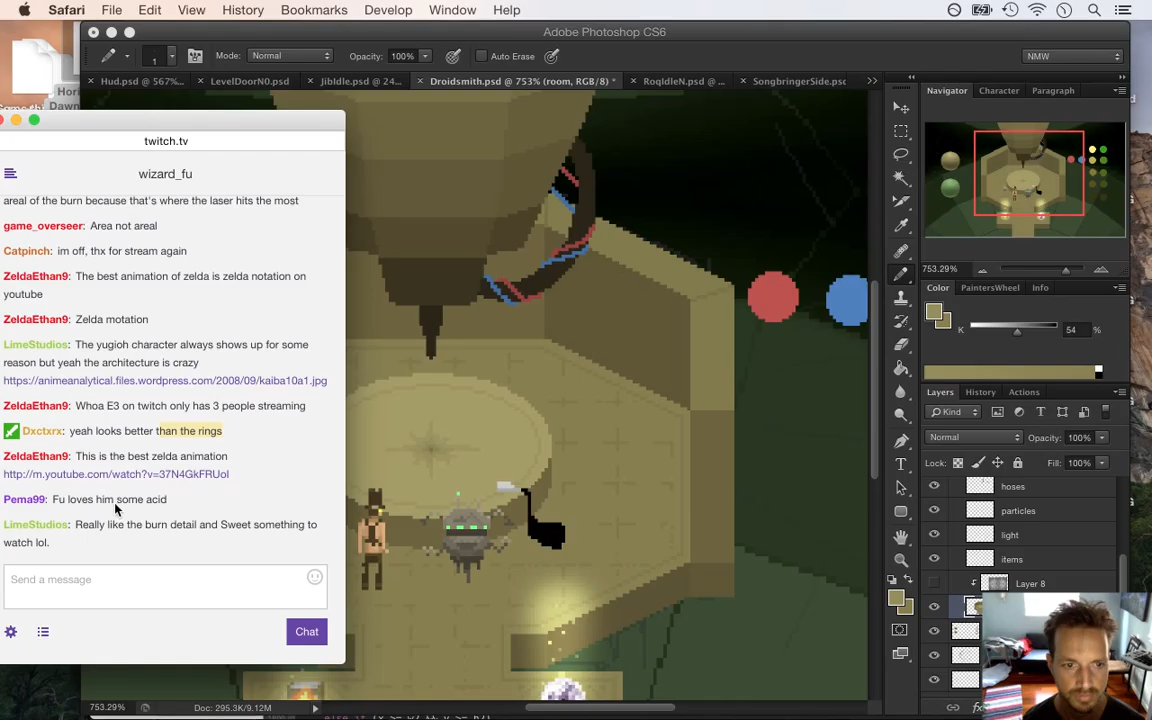 Safari File Edit View History Bookmarks Develop Window Help
Adobe Photoshop CS6
1 Mode: Normal Opacity: 100% Auto Erase NMW
Hud.psd @ 567%... LevelDoorN0.psd JibIdle.psd @ 24... Droidsmith.psd @ 753% (room, RGB/8) * RoqIdleN.psd @ ... SongbringerSide.psd
Hori
Dawn
twitch.tv
wizard_fu
areal of the burn because that's where the laser hits the most
game_overseer: Area not areal
Catpinch: im off, thx for stream again
ZeldaEthan9: The best animation of zelda is zelda notation on
youtube
ZeldaEthan9: Zelda motation
LimeStudios: The yugioh character always shows up for some
reason but yeah the architecture is crazy
https://animeanalytical.files.wordpress.com/2008/09/kaiba10a1.jpg
ZeldaEthan9: Whoa E3 on twitch only has 3 people streaming
Dxctxrx: yeah looks better than the rings
ZeldaEthan9: This is the best zelda animation
http://m.youtube.com/watch?v=37N4GkFRUoI
Pema99: Fu loves him some acid
LimeStudios: Really like the burn detail and Sweet something to
watch lol.
Send a message
Chat
Navigator Character Paragraph
753.29%
Color PaintersWheel Info
K 54 %
Layers History Actions
Kind
Normal Opacity: 100%
Lock: Fill: 100%
hoses
particles
light
items
Layer 8
fx
753.29% Doc: 295.3K/9.12M